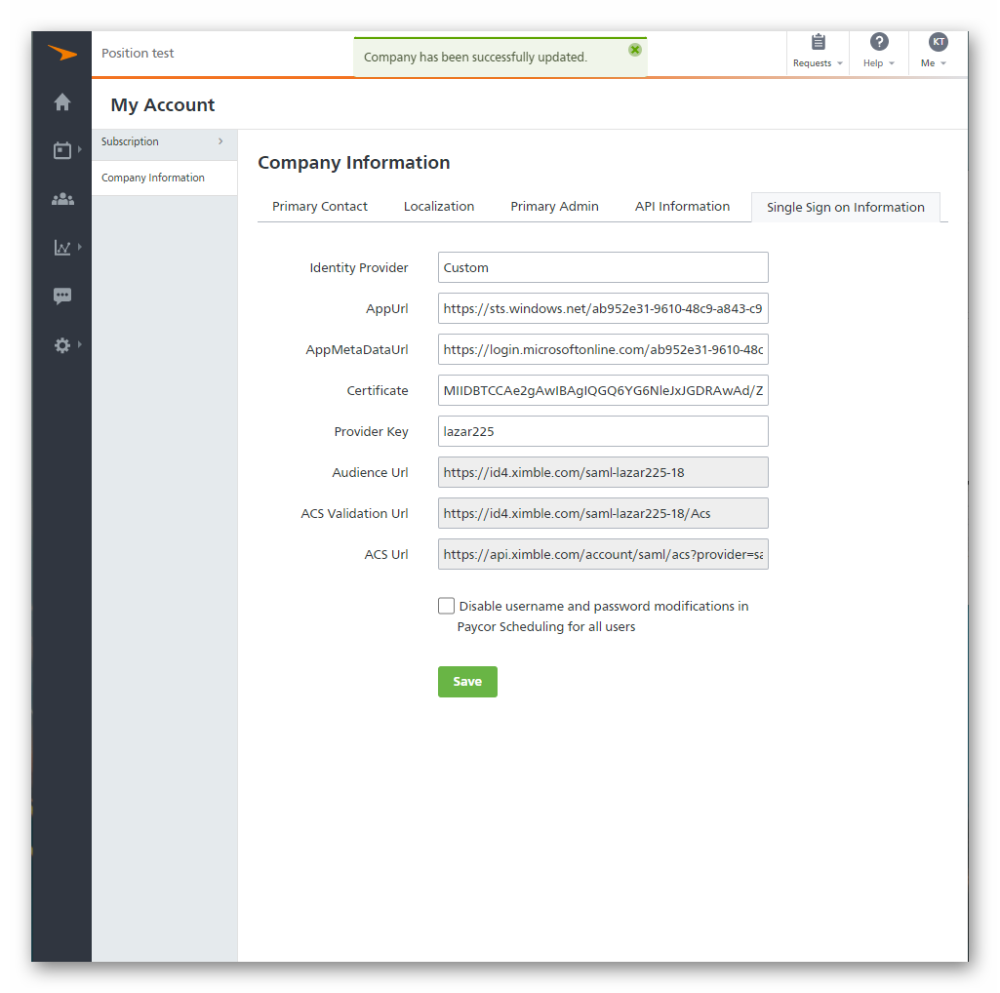 Position test
Company has been successfully updated.
Requests
Help
KT
Me
My Account
Subscription
Company Information
Company Information
Primary Contact
Localization
Primary Admin
API Information
Single Sign on Information
Identity Provider
Custom
AppUrl
https://sts.windows.net/ab952e31-9610-48c9-a843-c9
AppMetaDataUrl
https://login.microsoftonline.com/ab952e31-9610-48c
Certificate
MIIDBTCCAe2gAwIBAgIQGQ6YG6NleJxJGDRAwAd/Z
Provider Key
lazar225
Audience Url
https://id4.ximble.com/saml-lazar225-18
ACS Validation Url
https://id4.ximble.com/saml-lazar225-18/Acs
ACS Url
https://api.ximble.com/account/saml/acs?provider=sa
Disable username and password modifications in
Paycor Scheduling for all users
Save